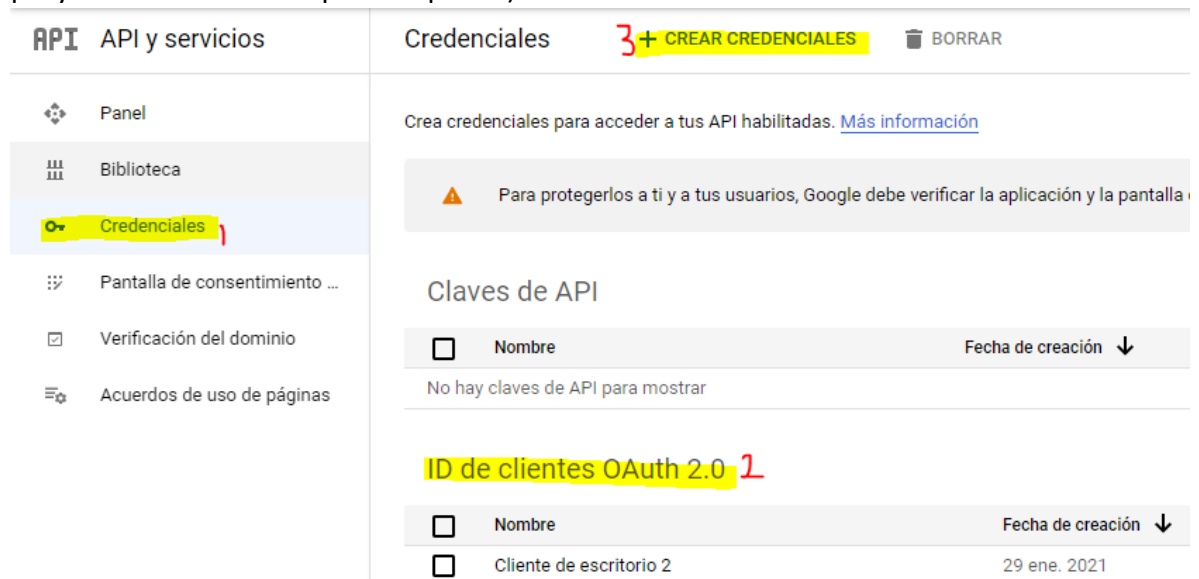 API API y servicios
Credenciales 3 + CREAR CREDENCIALES BORRAR
Panel
Crea credenciales para acceder a tus API habilitadas. Más información
Biblioteca
Para protegerlos a ti y a tus usuarios, Google debe verificar la aplicación y la pantalla
Credenciales 1
Pantalla de consentimiento ...
Claves de API
Verificación del dominio
Nombre Fecha de creación
Acuerdos de uso de páginas
No hay claves de API para mostrar
ID de clientes OAuth 2.0 2
Nombre Fecha de creación
Cliente de escritorio 2 29 ene. 2021